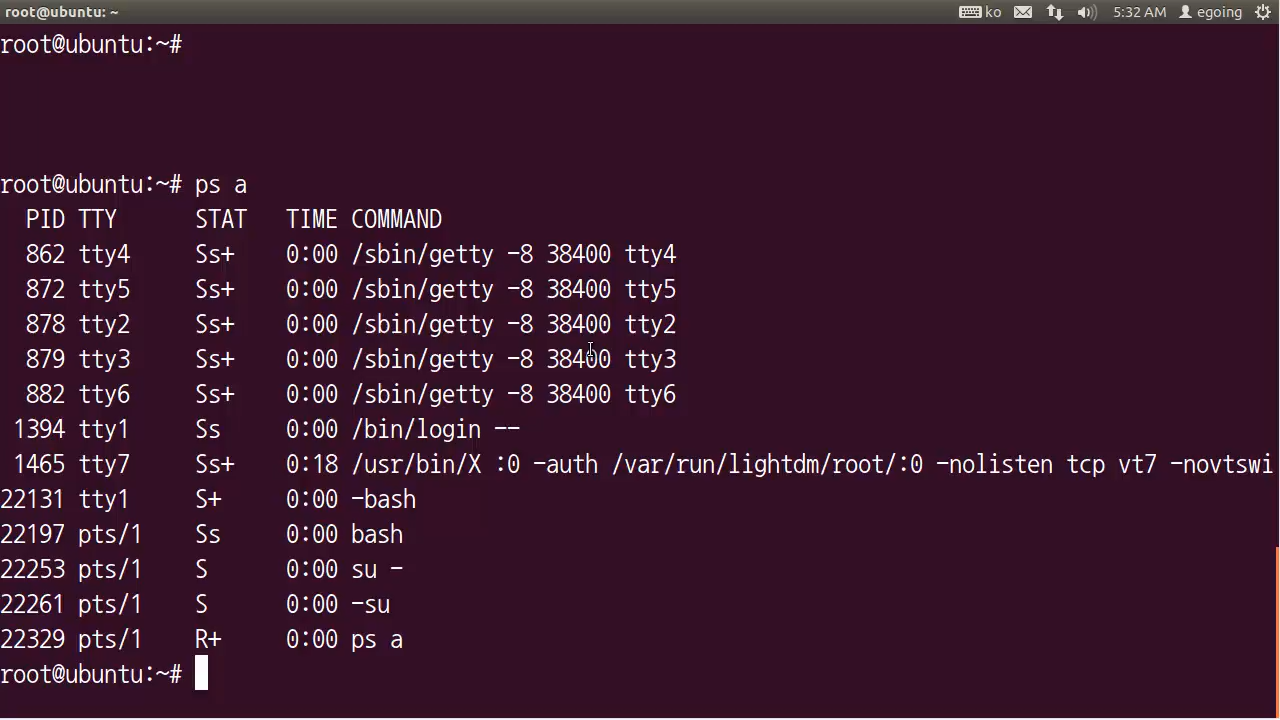 root@ubuntu: ~ ko 5:32 AM egoing
root@ubuntu:~#
root@ubuntu:~# ps a
  PID TTY      STAT   TIME COMMAND
  862 tty4     Ss+    0:00 /sbin/getty -8 38400 tty4
  872 tty5     Ss+    0:00 /sbin/getty -8 38400 tty5
  878 tty2     Ss+    0:00 /sbin/getty -8 38400 tty2
  879 tty3     Ss+    0:00 /sbin/getty -8 38400 tty3
  882 tty6     Ss+    0:00 /sbin/getty -8 38400 tty6
 1394 tty1     Ss     0:00 /bin/login --
 1465 tty7     Ss+    0:18 /usr/bin/X :0 -auth /var/run/lightdm/root/:0 -nolisten tcp vt7 -novtswi
22131 tty1     S+     0:00 -bash
22197 pts/1    Ss     0:00 bash
22253 pts/1    S      0:00 su -
22261 pts/1    S      0:00 -su
22329 pts/1    R+     0:00 ps a
root@ubuntu:~#